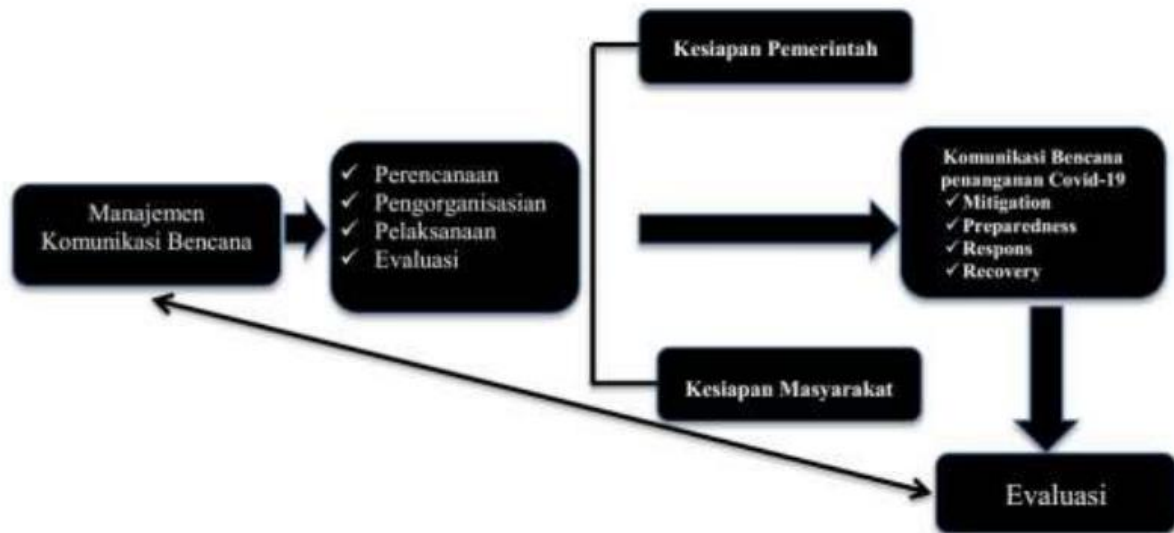 Kesiapan Pemerintah
Manajemen
Komunikasi Bencana
✓ Perencanaan
✓ Pengorganisasian
✓ Pelaksanaan
✓ Evaluasi
Komunikasi Bencana
penanganan Covid-19
✓ Mitigation
✓ Preparedness
✓ Respons
✓ Recovery
Kesiapan Masyarakat
Evaluasi